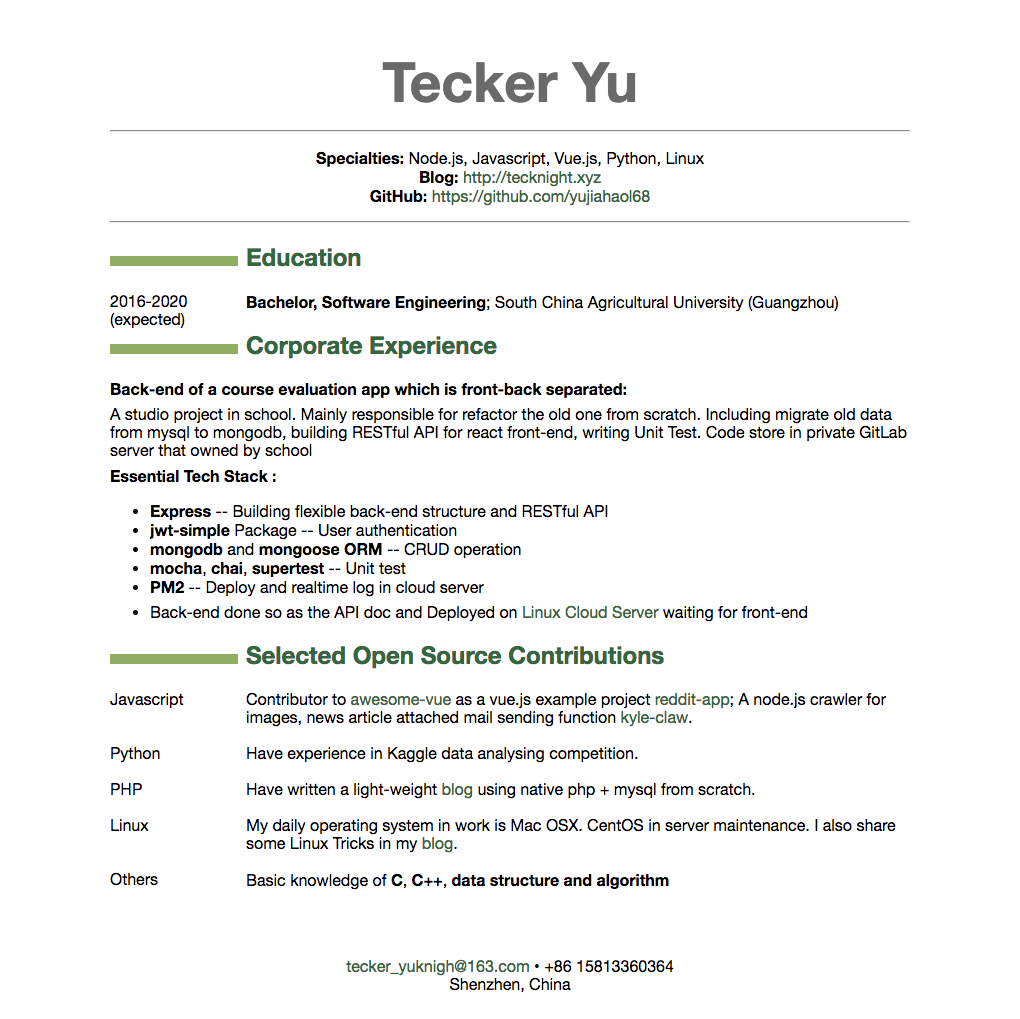 Tecker Yu
Specialties: Node.js, Javascript, Vue.js, Python, Linux
Blog: http://tecknight.xyz
GitHub: https://github.com/yujiahaol68
Education
2016-2020 (expected)
Bachelor, Software Engineering; South China Agricultural University (Guangzhou)
Corporate Experience
Back-end of a course evaluation app which is front-back separated:
A studio project in school. Mainly responsible for refactor the old one from scratch. Including migrate old data
from mysql to mongodb, building RESTful API for react front-end, writing Unit Test. Code store in private GitLab
server that owned by school
Essential Tech Stack :
• Express -- Building flexible back-end structure and RESTful API
• jwt-simple Package -- User authentication
• mongodb and mongoose ORM -- CRUD operation
• mocha, chai, supertest -- Unit test
• PM2 -- Deploy and realtime log in cloud server
• Back-end done so as the API doc and Deployed on Linux Cloud Server waiting for front-end
Selected Open Source Contributions
Javascript Contributor to awesome-vue as a vue.js example project reddit-app; A node.js crawler for
images, news article attached mail sending function kyle-claw.
Python Have experience in Kaggle data analysing competition.
PHP Have written a light-weight blog using native php + mysql from scratch.
Linux My daily operating system in work is Mac OSX. CentOS in server maintenance. I also share
some Linux Tricks in my blog.
Others Basic knowledge of C, C++, data structure and algorithm
tecker_yuknigh@163.com • +86 15813360364
Shenzhen, China